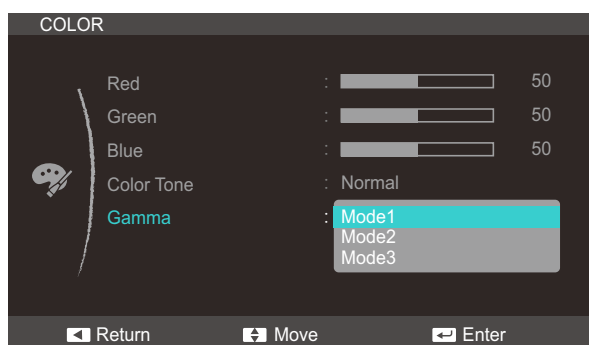 COLOR
Red : 50
Green : 50
Blue : 50
Color Tone : Normal
Gamma : Mode1
Mode2
Mode3
Return Move Enter